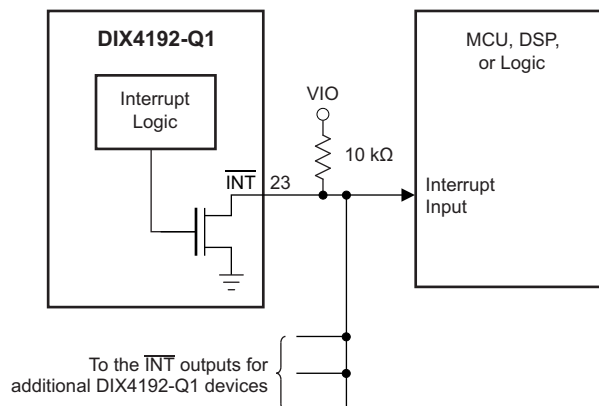 DIX4192-Q1
Interrupt
Logic
INT 23
VIO
10 kΩ
MCU, DSP,
or Logic
Interrupt
Input
To the INT outputs for
additional DIX4192-Q1 devices